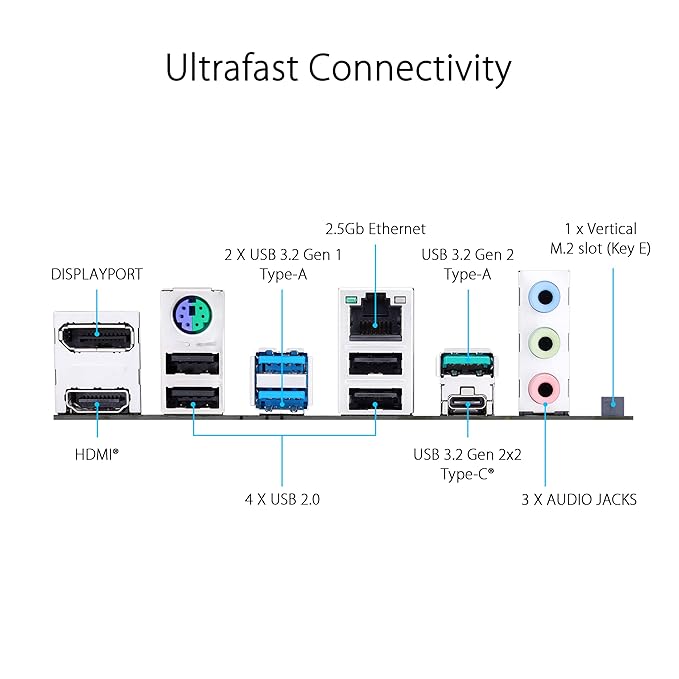 Ultrafast Connectivity
2.5Gb Ethernet
1 x Vertical
M.2 slot (Key E)
2 X USB 3.2 Gen 1
Type-A
USB 3.2 Gen 2
Type-A
DISPLAYPORT
HDMI®
USB 3.2 Gen 2x2
Type-C®
4 X USB 2.0
3 X AUDIO JACKS